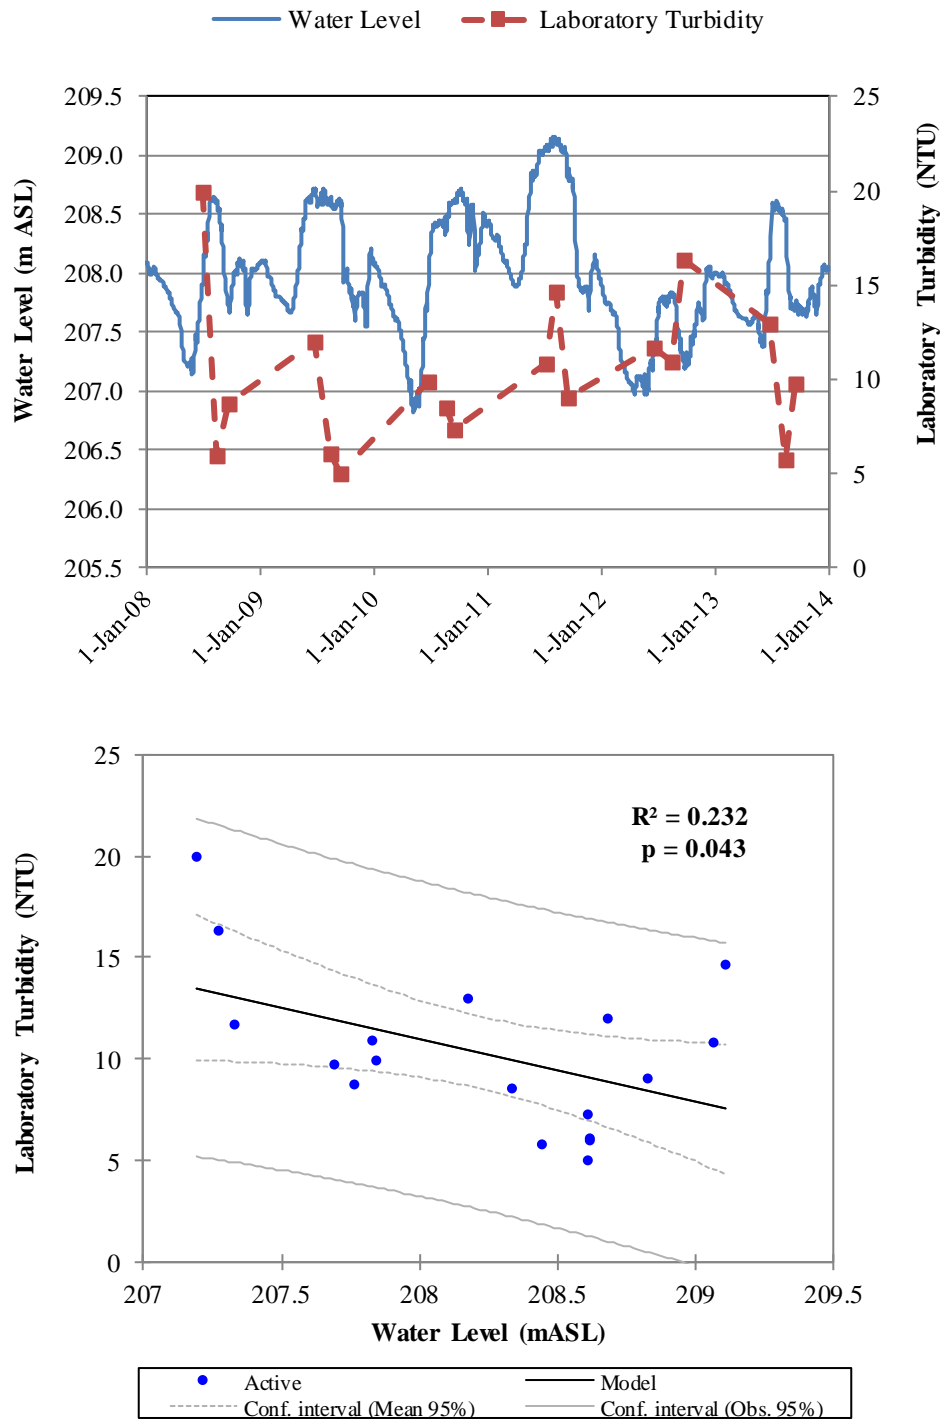 Water Level Laboratory Turbidity
Water Level (m ASL)
209.5
209.0
208.5
208.0
207.5
207.0
206.5
206.0
205.5
25
20
15
10
5
0
Laboratory Turbidity (NTU)
1-Jan-08
1-Jan-09
1-Jan-10
1-Jan-11
1-Jan-12
1-Jan-13
1-Jan-14
Laboratory Turbidity (NTU)
25
20
15
10
5
0
R² = 0.232
p = 0.043
207 207.5 208 208.5 209 209.5
Water Level (mASL)
Active Model
Conf. interval (Mean 95%) Conf. interval (Obs. 95%)